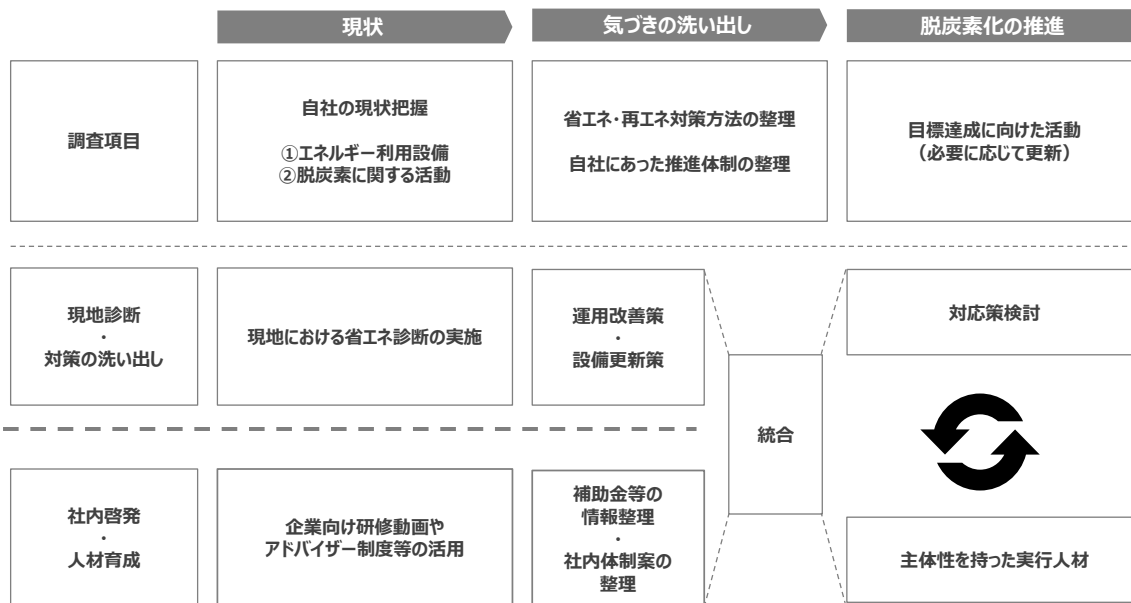 現状
気づきの洗い出し
脱炭素化の推進
調査項目
自社の現状把握
①エネルギー利用設備
②脱炭素に関する活動
省エネ・再エネ対策方法の整理
自社にあった推進体制の整理
目標達成に向けた活動
(必要に応じて更新)
現地診断
・
対策の洗い出し
現地における省エネ診断の実施
運用改善策
・
設備更新策
統合
対応策検討
社内啓発
・
人材育成
企業向け研修動画や
アドバイザー制度等の活用
補助金等の
情報整理
・
社内体制案の
整理
主体性を持った実行人材